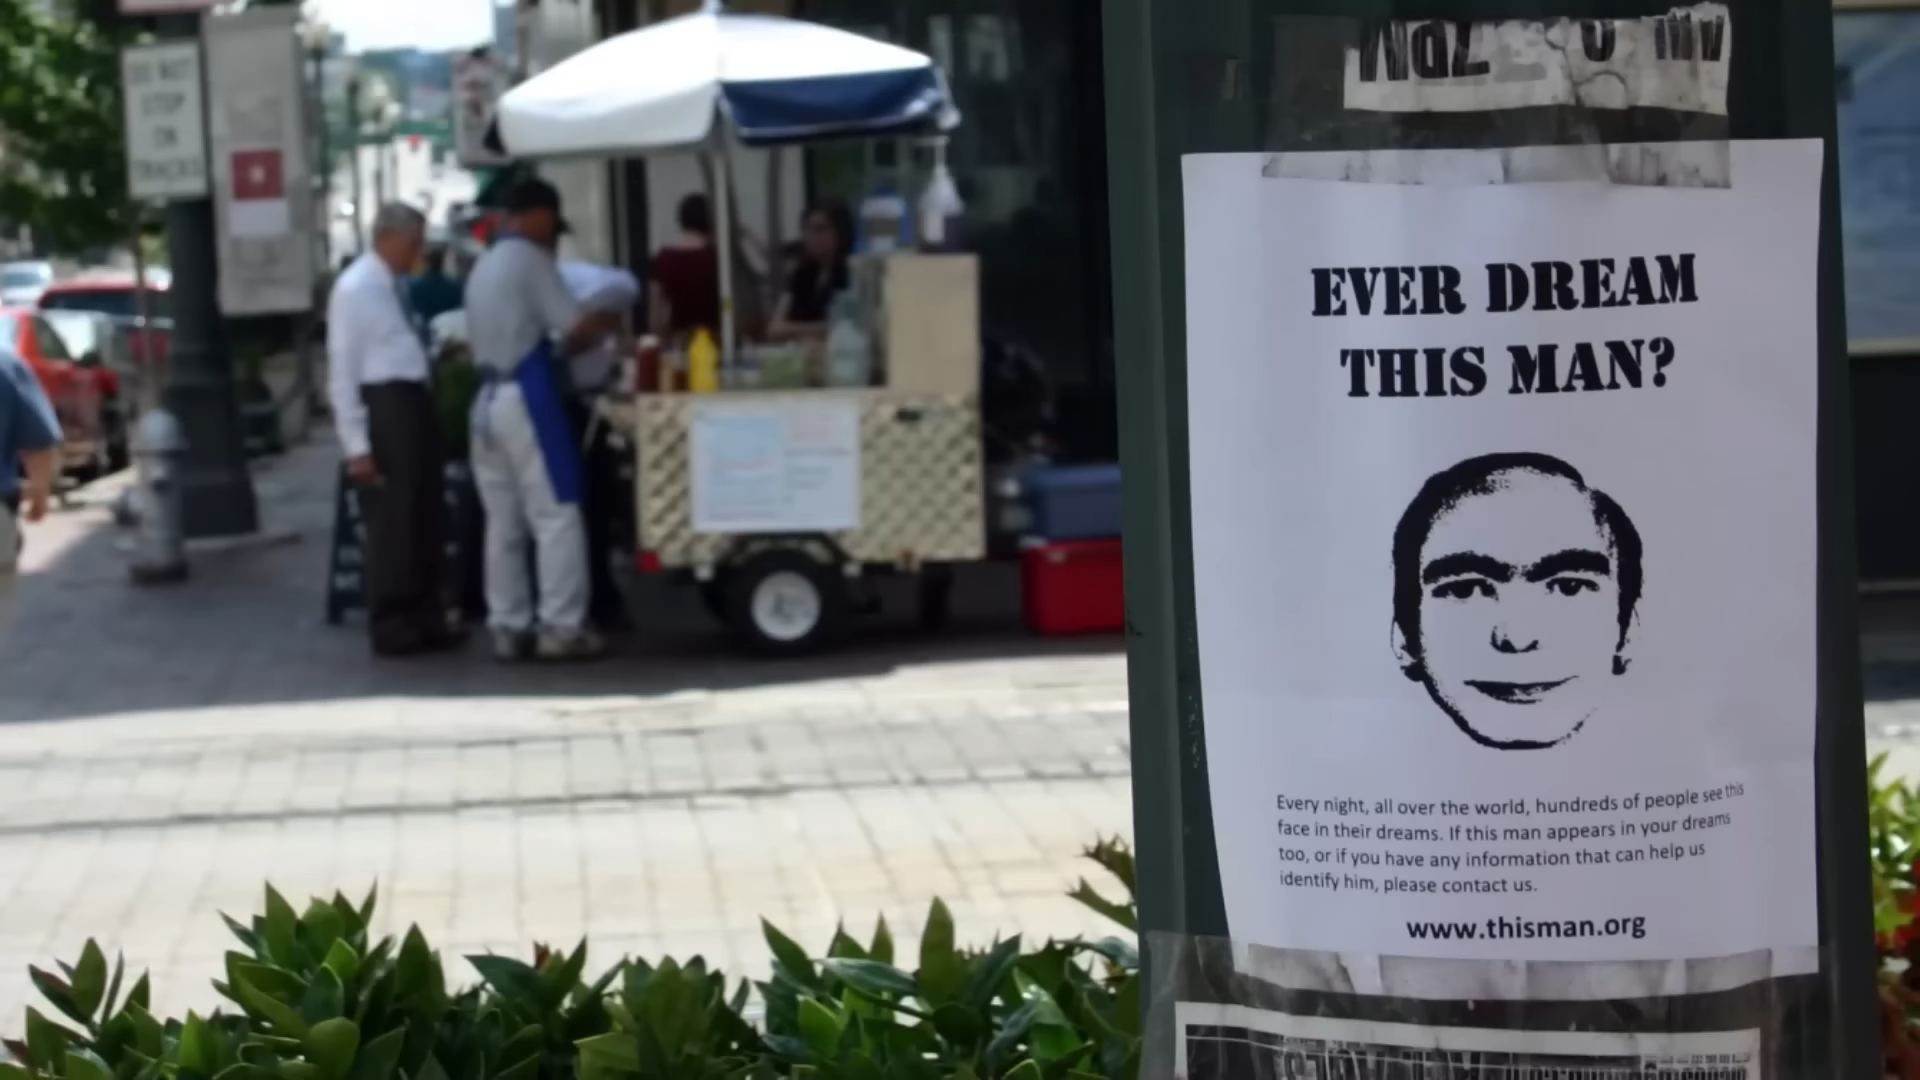 DO NOT
STOP
ON
TRACKS
EVER DREAM
THIS MAN?
Every night, all over the world, hundreds of people see this
face in their dreams. If this man appears in your dreams
too, or if you have any information that can help us
identify him, please contact us.
www.thisman.org